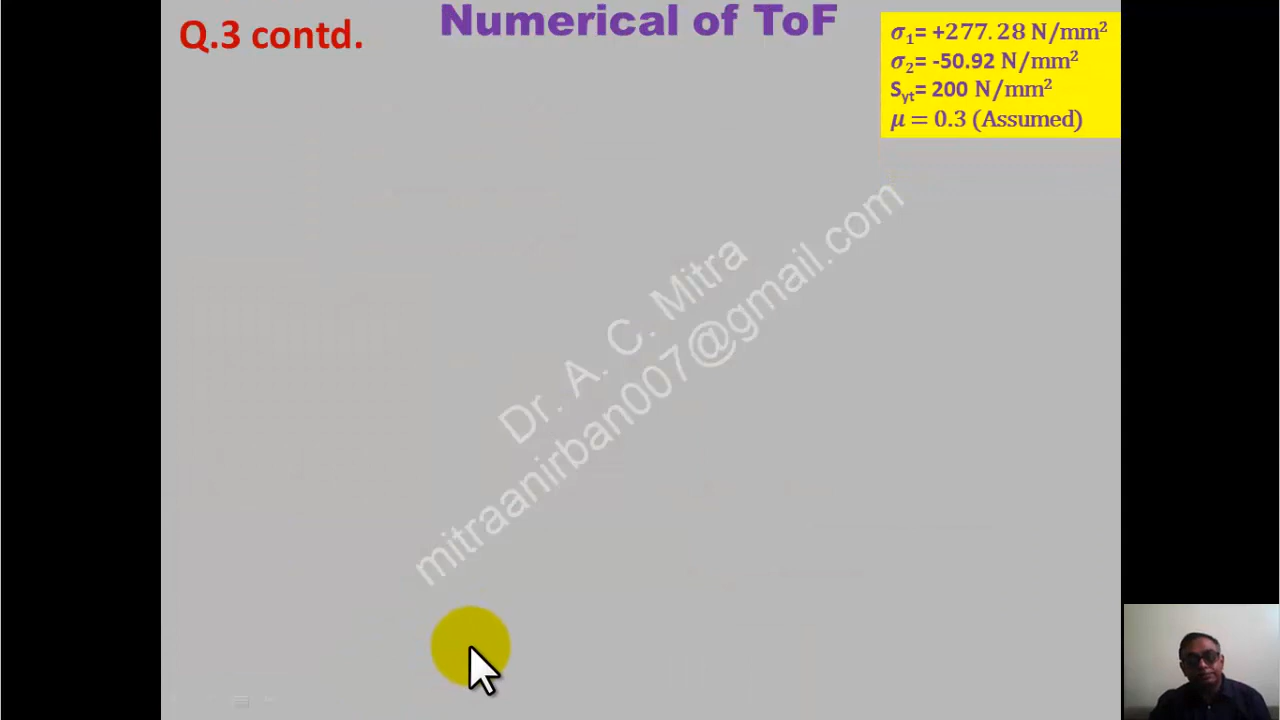 Q.3 contd.
Numerical of ToF
σ₁= +277.28 N/mm²
σ₂= -50.92 N/mm²
Syt= 200 N/mm²
μ = 0.3 (Assumed)
Dr. A. C. Mitra
mitraanirban007@gmail.com